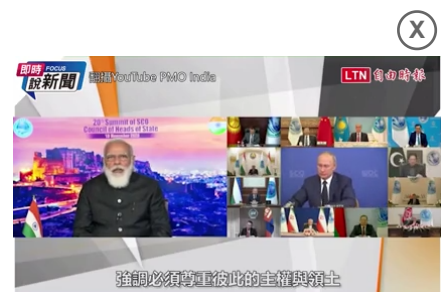 X
即時
FOCUS
說新聞
翻攝YouTube PMO India
LTN 自由時報
20th Summit of SCO
Council of Heads of State
強調必須尊重彼此的主權與領土